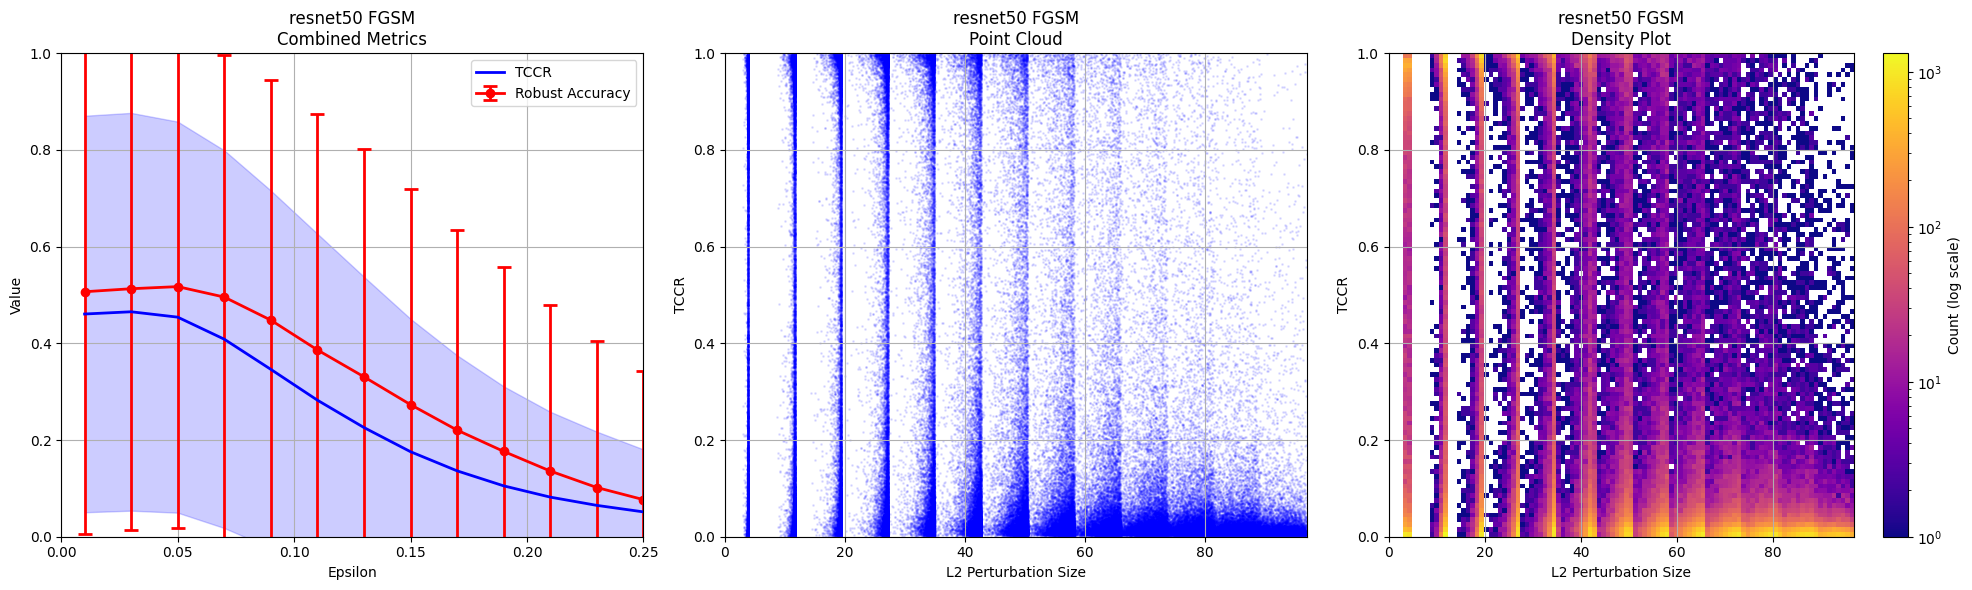 resnet50 FGSM
Combined Metrics
1.0
0.8
0.6
0.4
0.2
0.0
Value
0.00
0.05
0.10
0.15
0.20
0.25
Epsilon
TCCR
Robust Accuracy
resnet50 FGSM
Point Cloud
1.0
0.8
0.6
0.4
0.2
0.0
TCCR
0
20
40
60
80
L2 Perturbation Size
resnet50 FGSM
Density Plot
1.0
0.8
0.6
0.4
0.2
0.0
TCCR
0
20
40
60
80
L2 Perturbation Size
10³
10²
10¹
10⁰
Count (log scale)